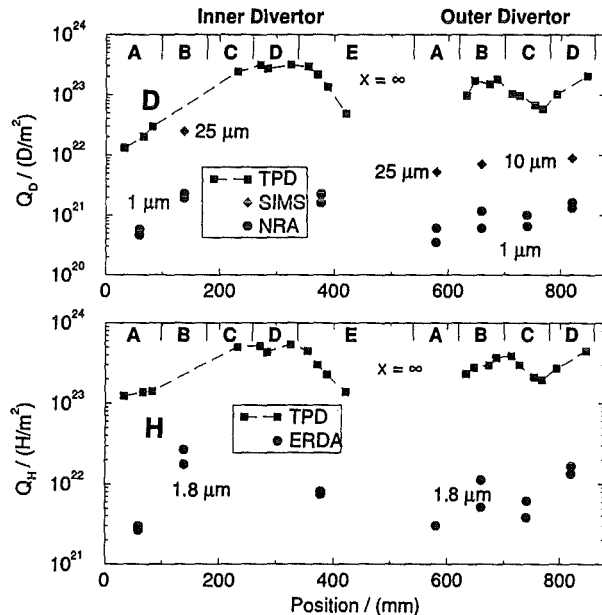 Inner Divertor Outer Divertor
A B C D E A B C D
10^24
10^23
10^22
10^21
10^20
Q_D / (D/m^2)
D
x = ∞
25 μm
25 μm
10 μm
1 μm
1 μm
TPD
SIMS
NRA
0 200 400 600 800
A B C D E A B C D
10^24
10^23
10^22
10^21
Q_H / (H/m^2)
H
x = ∞
TPD
ERDA
1.8 μm
1.8 μm
0 200 400 600 800
Position / (mm)